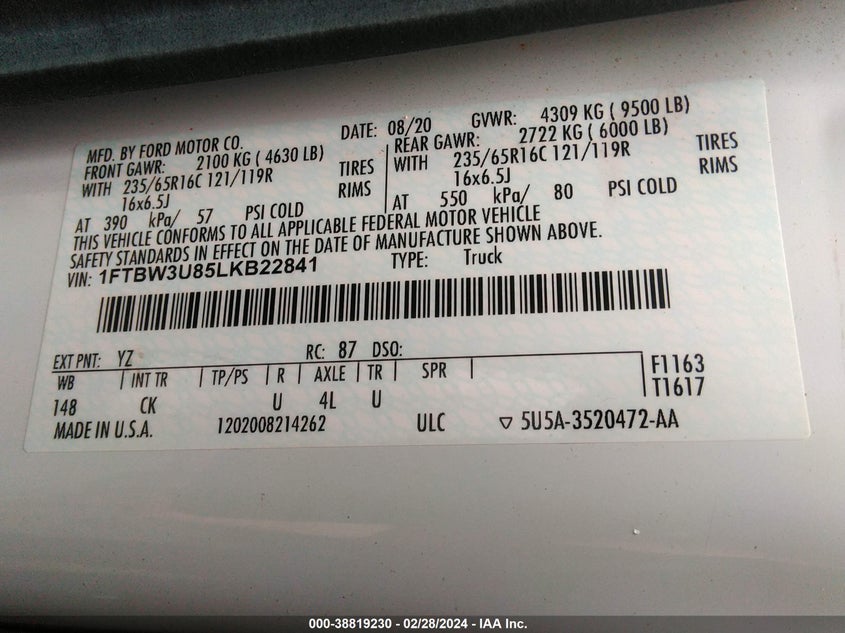 MFD. BY FORD MOTOR CO. DATE: 08/20 GVWR: 4309 KG ( 9500 LB)
FRONT GAWR: 2100 KG ( 4630 LB) REAR GAWR: 2722 KG ( 6000 LB)
WITH 235/65R16C 121/119R TIRES WITH 235/65R16C 121/119R TIRES
16x6.5J RIMS 16x6.5J RIMS
AT 390 kPa/ 57 PSI COLD AT 550 kPa/ 80 PSI COLD
THIS VEHICLE CONFORMS TO ALL APPLICABLE FEDERAL MOTOR VEHICLE
SAFETY STANDARDS IN EFFECT ON THE DATE OF MANUFACTURE SHOWN ABOVE.
VIN: 1FTBW3U85LKB22841 TYPE: Truck
EXT PNT: YZ RC: 87 DSO:
WB INT TR TP/PS R AXLE TR SPR F1163
148 CK U 4L U T1617
MADE IN U.S.A. 1202008214262 ULC ▽ 5U5A-3520472-AA
000-38819230 - 02/28/2024 - IAA Inc.